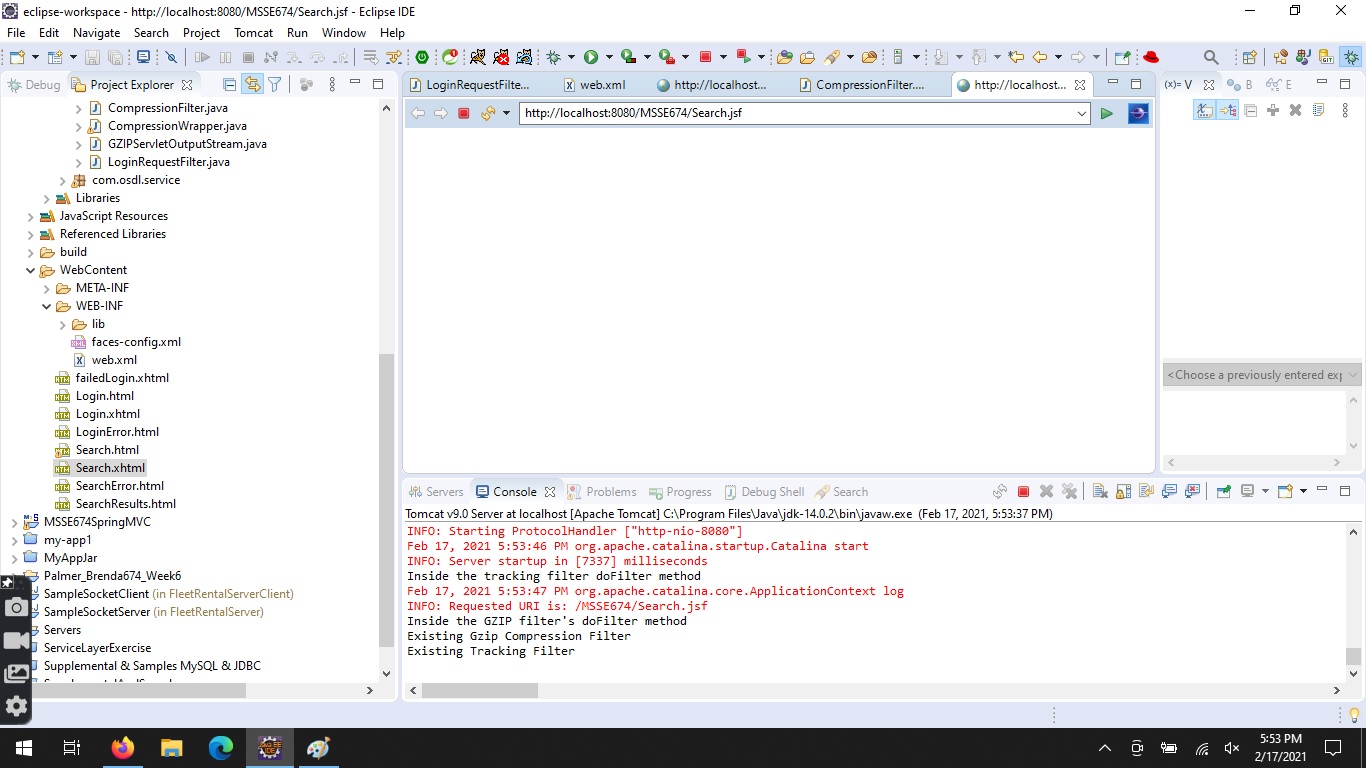 eclipse-workspace - http://localhost:8080/MSSE674/Search.jsf - Eclipse IDE
File Edit Navigate Search Project Tomcat Run Window Help
Debug Project Explorer
LoginRequestFilte... web.xml http://localhost... CompressionFilter.... http://localhost...
(x)= V B E
http://localhost:8080/MSSE674/Search.jsf
CompressionFilter.java
CompressionWrapper.java
GZIPServletOutputStream.java
LoginRequestFilter.java
com.osdl.service
Libraries
JavaScript Resources
Referenced Libraries
build
WebContent
META-INF
WEB-INF
lib
faces-config.xml
web.xml
failedLogin.xhtml
Login.html
Login.xhtml
LoginError.html
Search.html
Search.xhtml
SearchError.html
SearchResults.html
MSSE674SpringMVC
my-app1
MyAppJar
Palmer_Brenda674_Week6
SampleSocketClient (in FleetRentalServerClient)
SampleSocketServer (in FleetRentalServer)
Servers
ServiceLayerExercise
Supplemental & Samples MySQL & JDBC
<Choose a previously entered exp
Servers Console Problems Progress Debug Shell Search
Tomcat v9.0 Server at localhost [Apache Tomcat] C:\Program Files\Java\jdk-14.0.2\bin\javaw.exe (Feb 17, 2021, 5:53:37 PM)
INFO: Starting ProtocolHandler ["http-nio-8080"]
Feb 17, 2021 5:53:46 PM org.apache.catalina.startup.Catalina start
INFO: Server startup in [7337] milliseconds
Inside the tracking filter doFilter method
Feb 17, 2021 5:53:47 PM org.apache.catalina.core.ApplicationContext log
INFO: Requested URI is: /MSSE674/Search.jsf
Inside the GZIP filter's doFilter method
Existing Gzip Compression Filter
Existing Tracking Filter
5:53 PM
2/17/2021